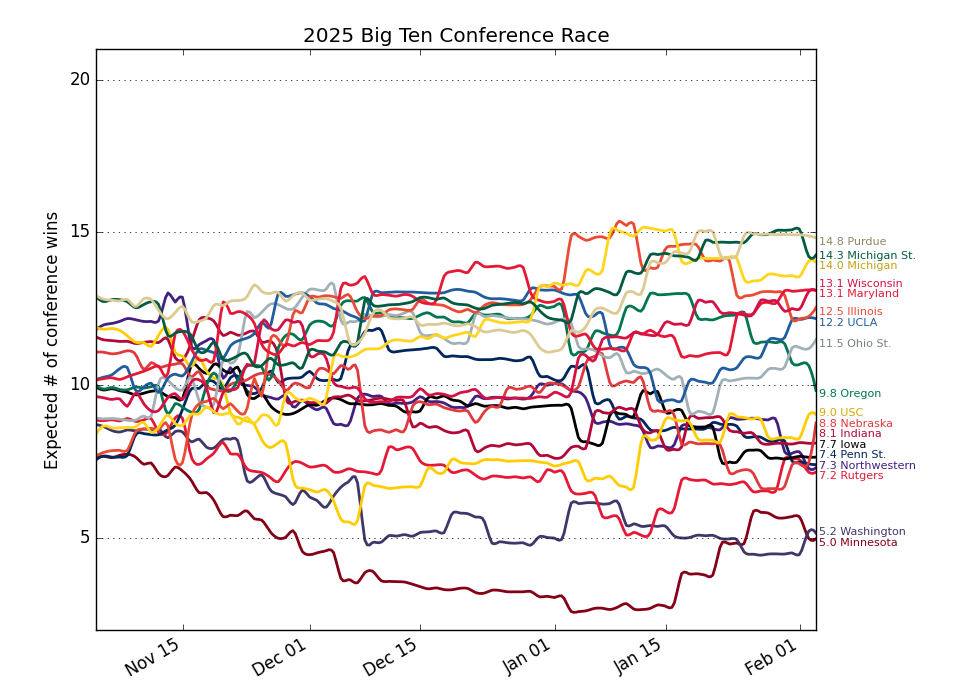 2025 Big Ten Conference Race
Expected # of conference wins
20
15
10
5
14.8 Purdue
14.3 Michigan St.
14.0 Michigan
13.1 Wisconsin
13.1 Maryland
12.5 Illinois
12.2 UCLA
11.5 Ohio St.
9.8 Oregon
9.0 USC
8.8 Nebraska
8.1 Indiana
7.7 Iowa
7.4 Penn St.
7.3 Northwestern
7.2 Rutgers
5.2 Washington
5.0 Minnesota
Nov 15
Dec 01
Dec 15
Jan 01
Jan 15
Feb 01